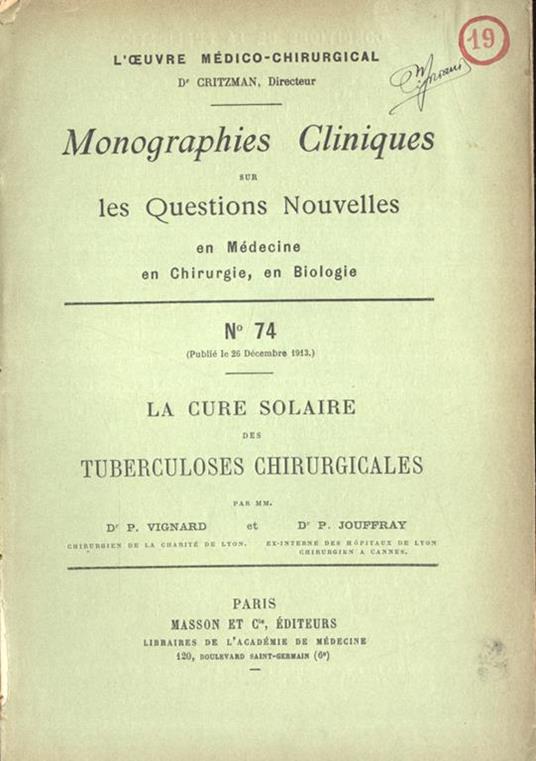 19
L'ŒUVRE MÉDICO-CHIRURGICAL
Dr CRITZMAN, Directeur
Monographies Cliniques
SUR
les Questions Nouvelles
en Médecine
en Chirurgie, en Biologie
No 74
(Publié le 26 Décembre 1913.)
LA CURE SOLAIRE
DES
TUBERCULOSES CHIRURGICALES
PAR MM.
Dr P. VIGNARD et Dr P. JOUFFRAY
CHIRURGIEN DE LA CHARITÉ DE LYON. EX-INTERNE DES HÔPITAUX DE LYON
CHIRURGIEN A CANNES.
PARIS
MASSON ET Cie, ÉDITEURS
LIBRAIRES DE L'ACADÉMIE DE MÉDECINE
120, BOULEVARD SAINT-GERMAIN (6e)